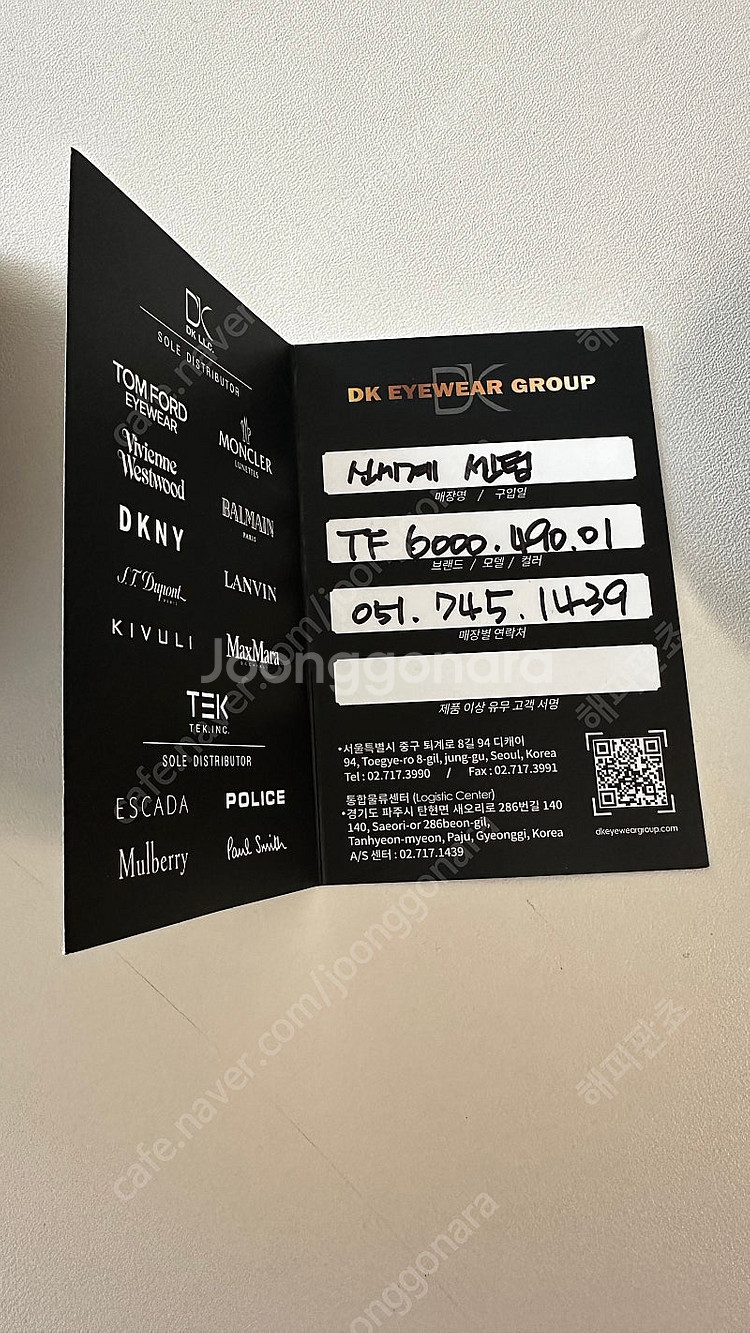 DK
DK LLC.
SOLE DISTRIBUTOR
TOM FORD
EYEWEAR
MONCLER
LUNETTES
Vivienne
Westwood
BALMAIN
PARIS
DKNY
S.T. Dupont
PARIS
LANVIN
KIVULI
MaxMara
TEK
TEK.INC.
SOLE DISTRIBUTOR
ESCADA
POLICE
Mulberry
Paul Smith
DK
DK EYEWEAR GROUP
신세계 센텀
매장명 / 구입일
TF 6000.490.01
브랜드 / 모델 / 컬러
051.745.1439
매장별 연락처
제품 이상 유무 고객 서명
•서울특별시 중구 퇴계로 8길 94 디케이
94, Toegye-ro 8-gil, jung-gu, Seoul, Korea
Tel : 02.717.3990 / Fax : 02.717.3991
통합물류센터 (Logistic Center)
•경기도 파주시 탄현면 새오리로 286번길 140
140, Saeori-or 286beon-gil,
Tanhyeon-myeon, Paju, Gyeonggi, Korea
A/S 센터 : 02.717.1439
dkeyeweargroup.com
Joonggonara
cafe.naver.com/joonggonara
해피판초